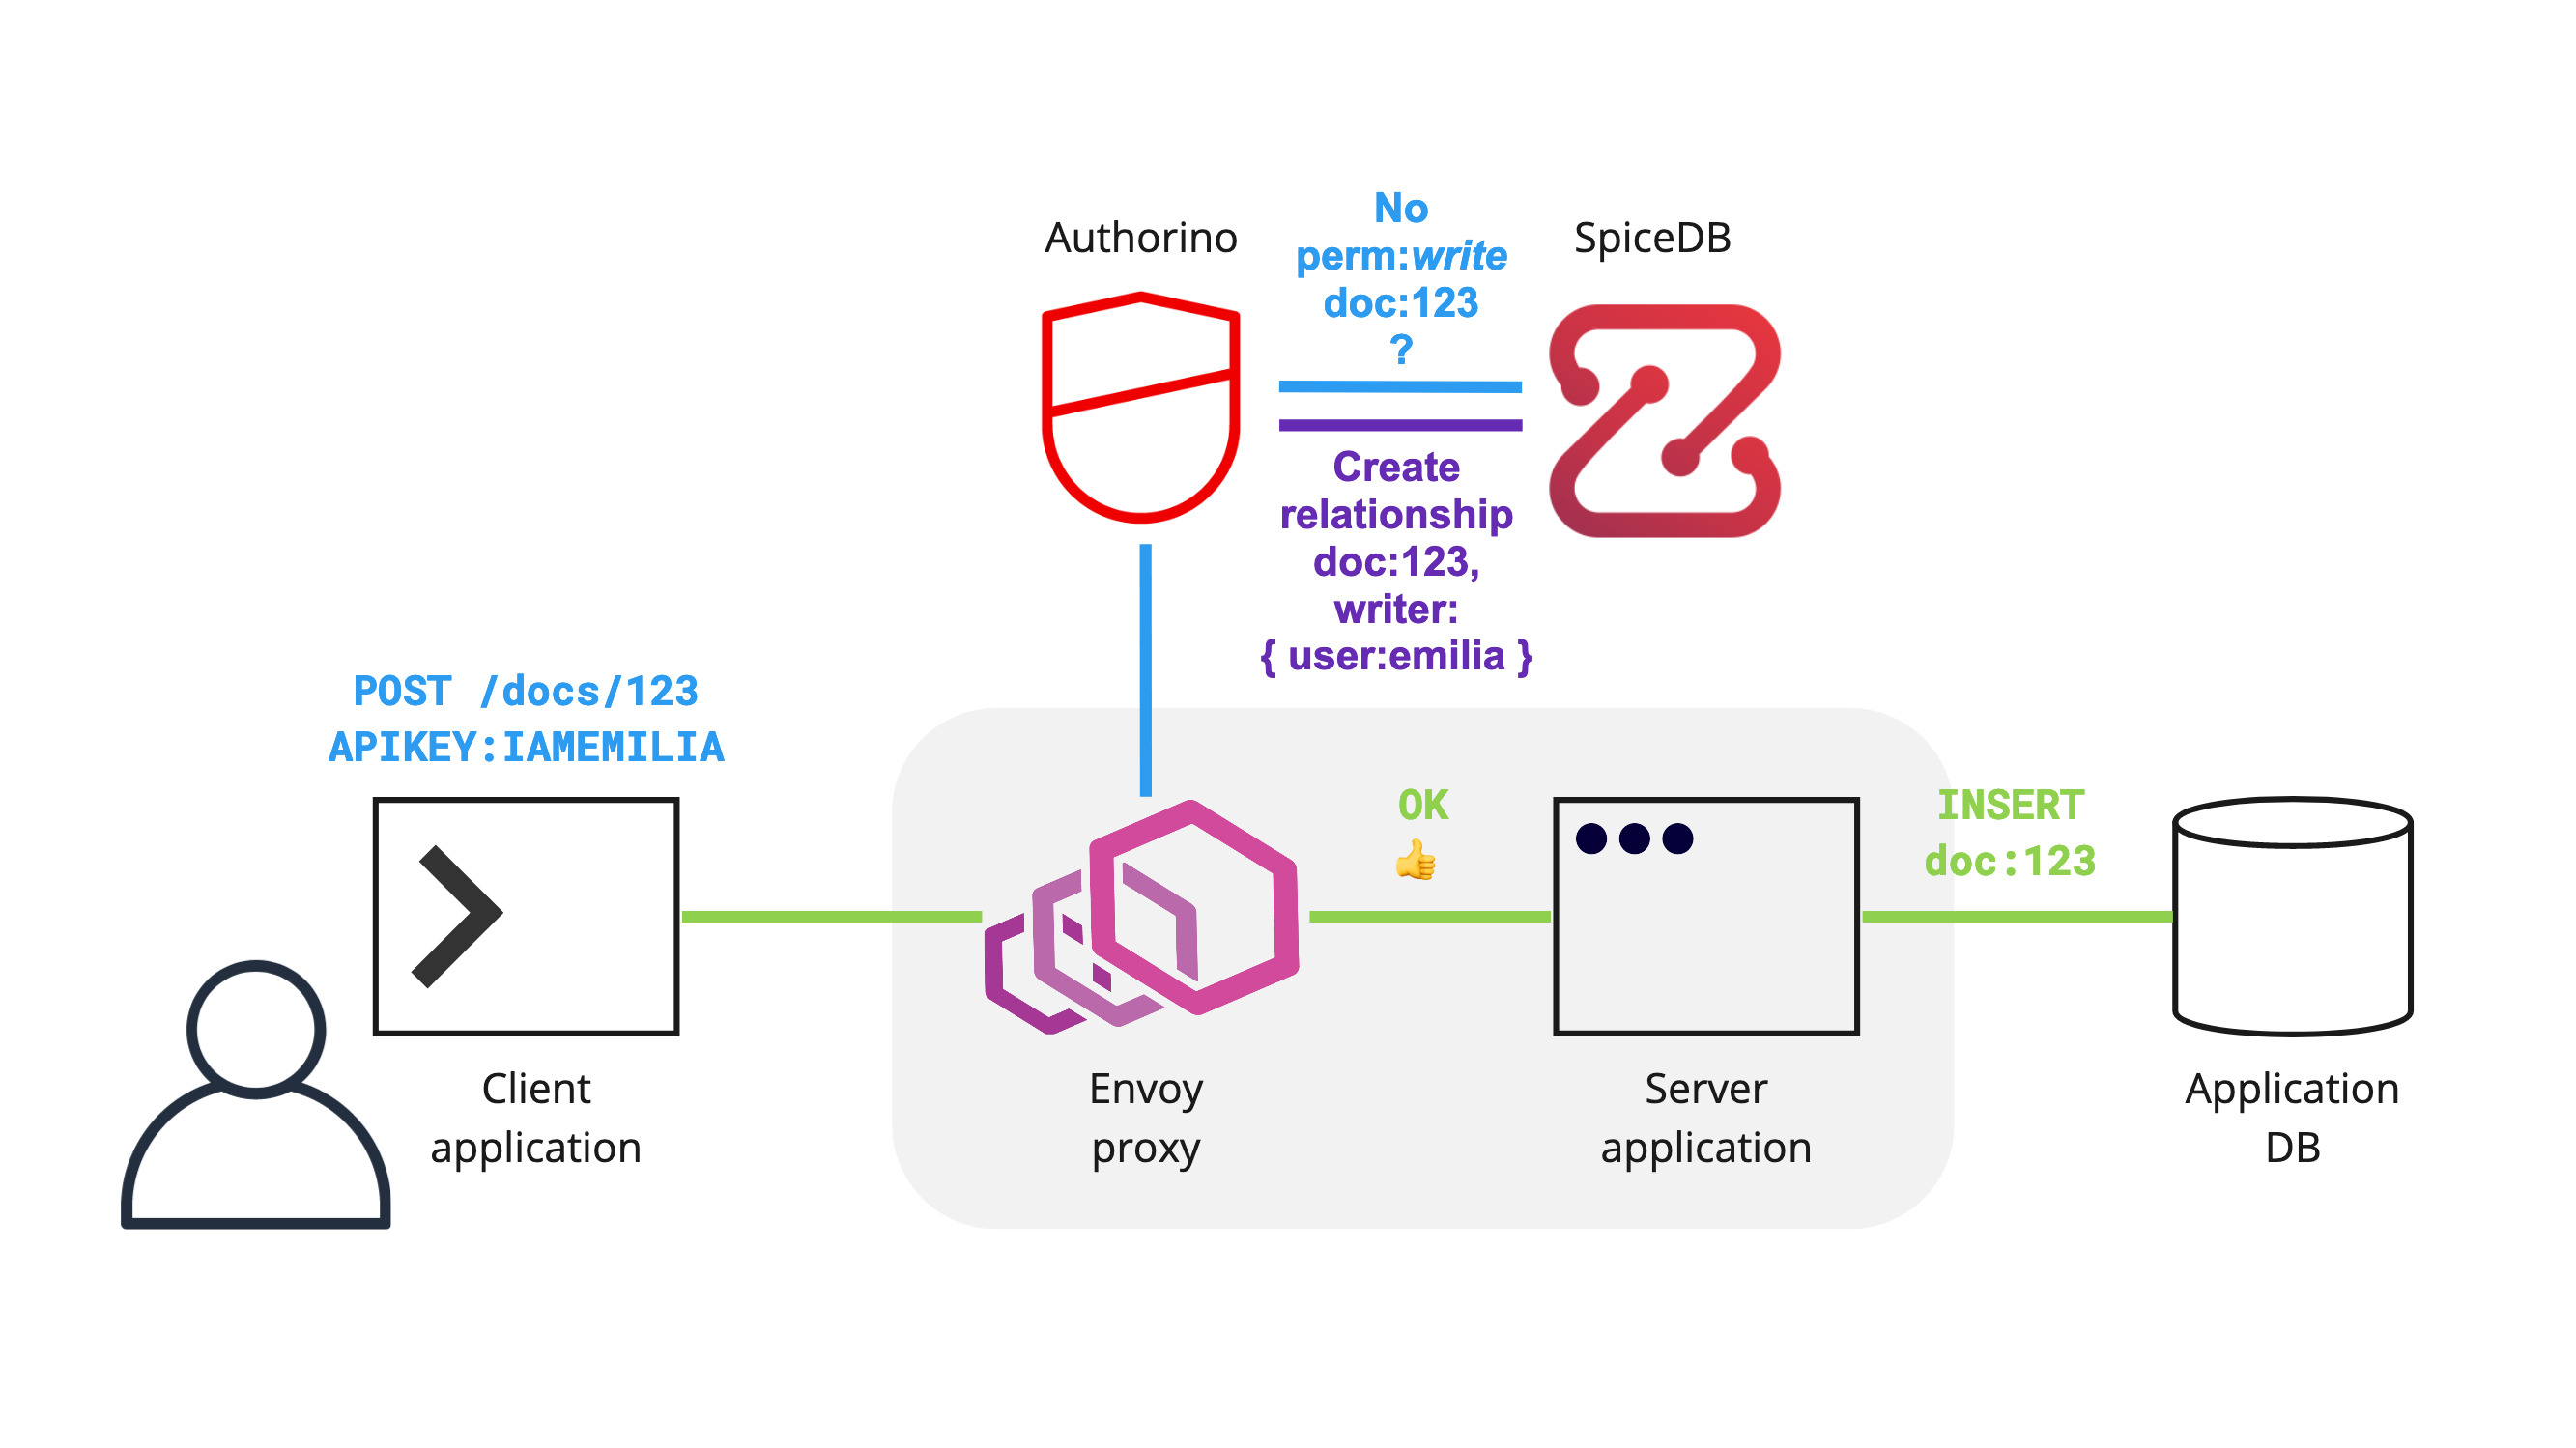 Authorino
No
perm:write
doc:123
?
SpiceDB
Create
relationship
doc:123,
writer:
{ user:emilia }
POST /docs/123
APIKEY:IAMEMILIA
OK
INSERT
doc:123
Client
application
Envoy
proxy
Server
application
Application
DB